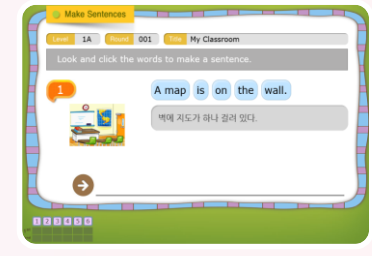 Make Sentences
Level 1A Round 001 Title My Classroom
Look and click the words to make a sentence.
1
A map is on the wall.
벽에 지도가 하나 걸려 있다.
1 2 3 4 5 6